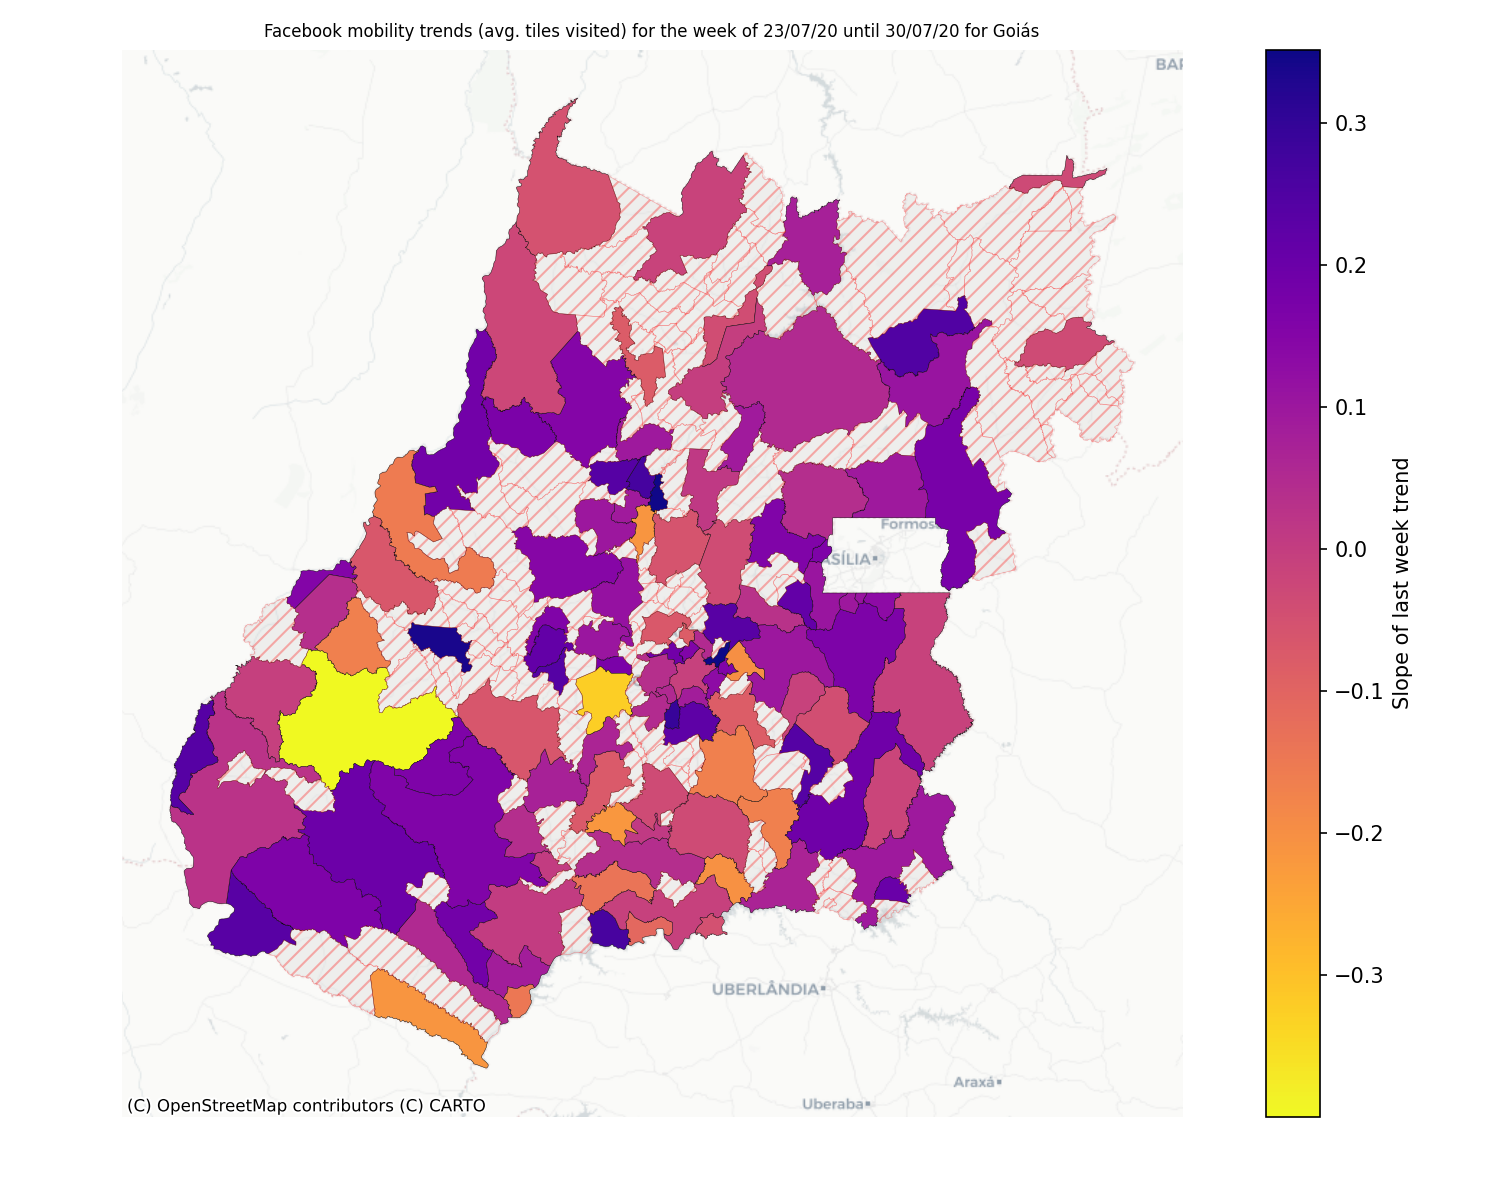 Facebook mobility trends (avg. tiles visited) for the week of 23/07/20 until 30/07/20 for Goiás
BAR
0.3
0.2
0.1
0.0
−0.1
−0.2
−0.3
Slope of last week trend
Formos
ASÍLIA
UBERLÂNDIA
Araxá
Uberaba
(C) OpenStreetMap contributors (C) CARTO